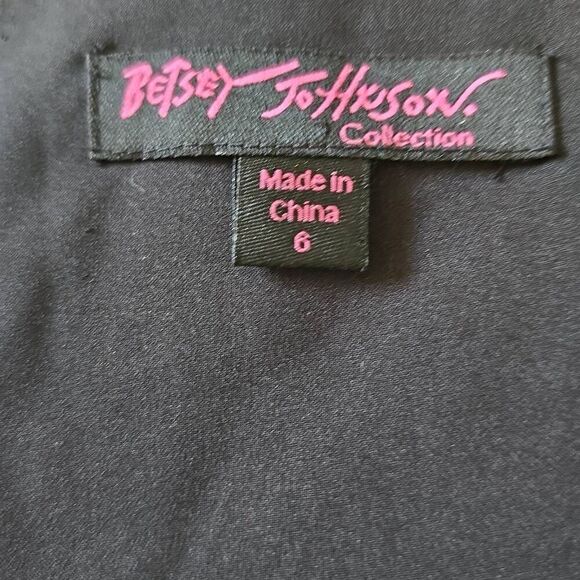 BETSEY JOHNSON.
Collection
Made in
China
6